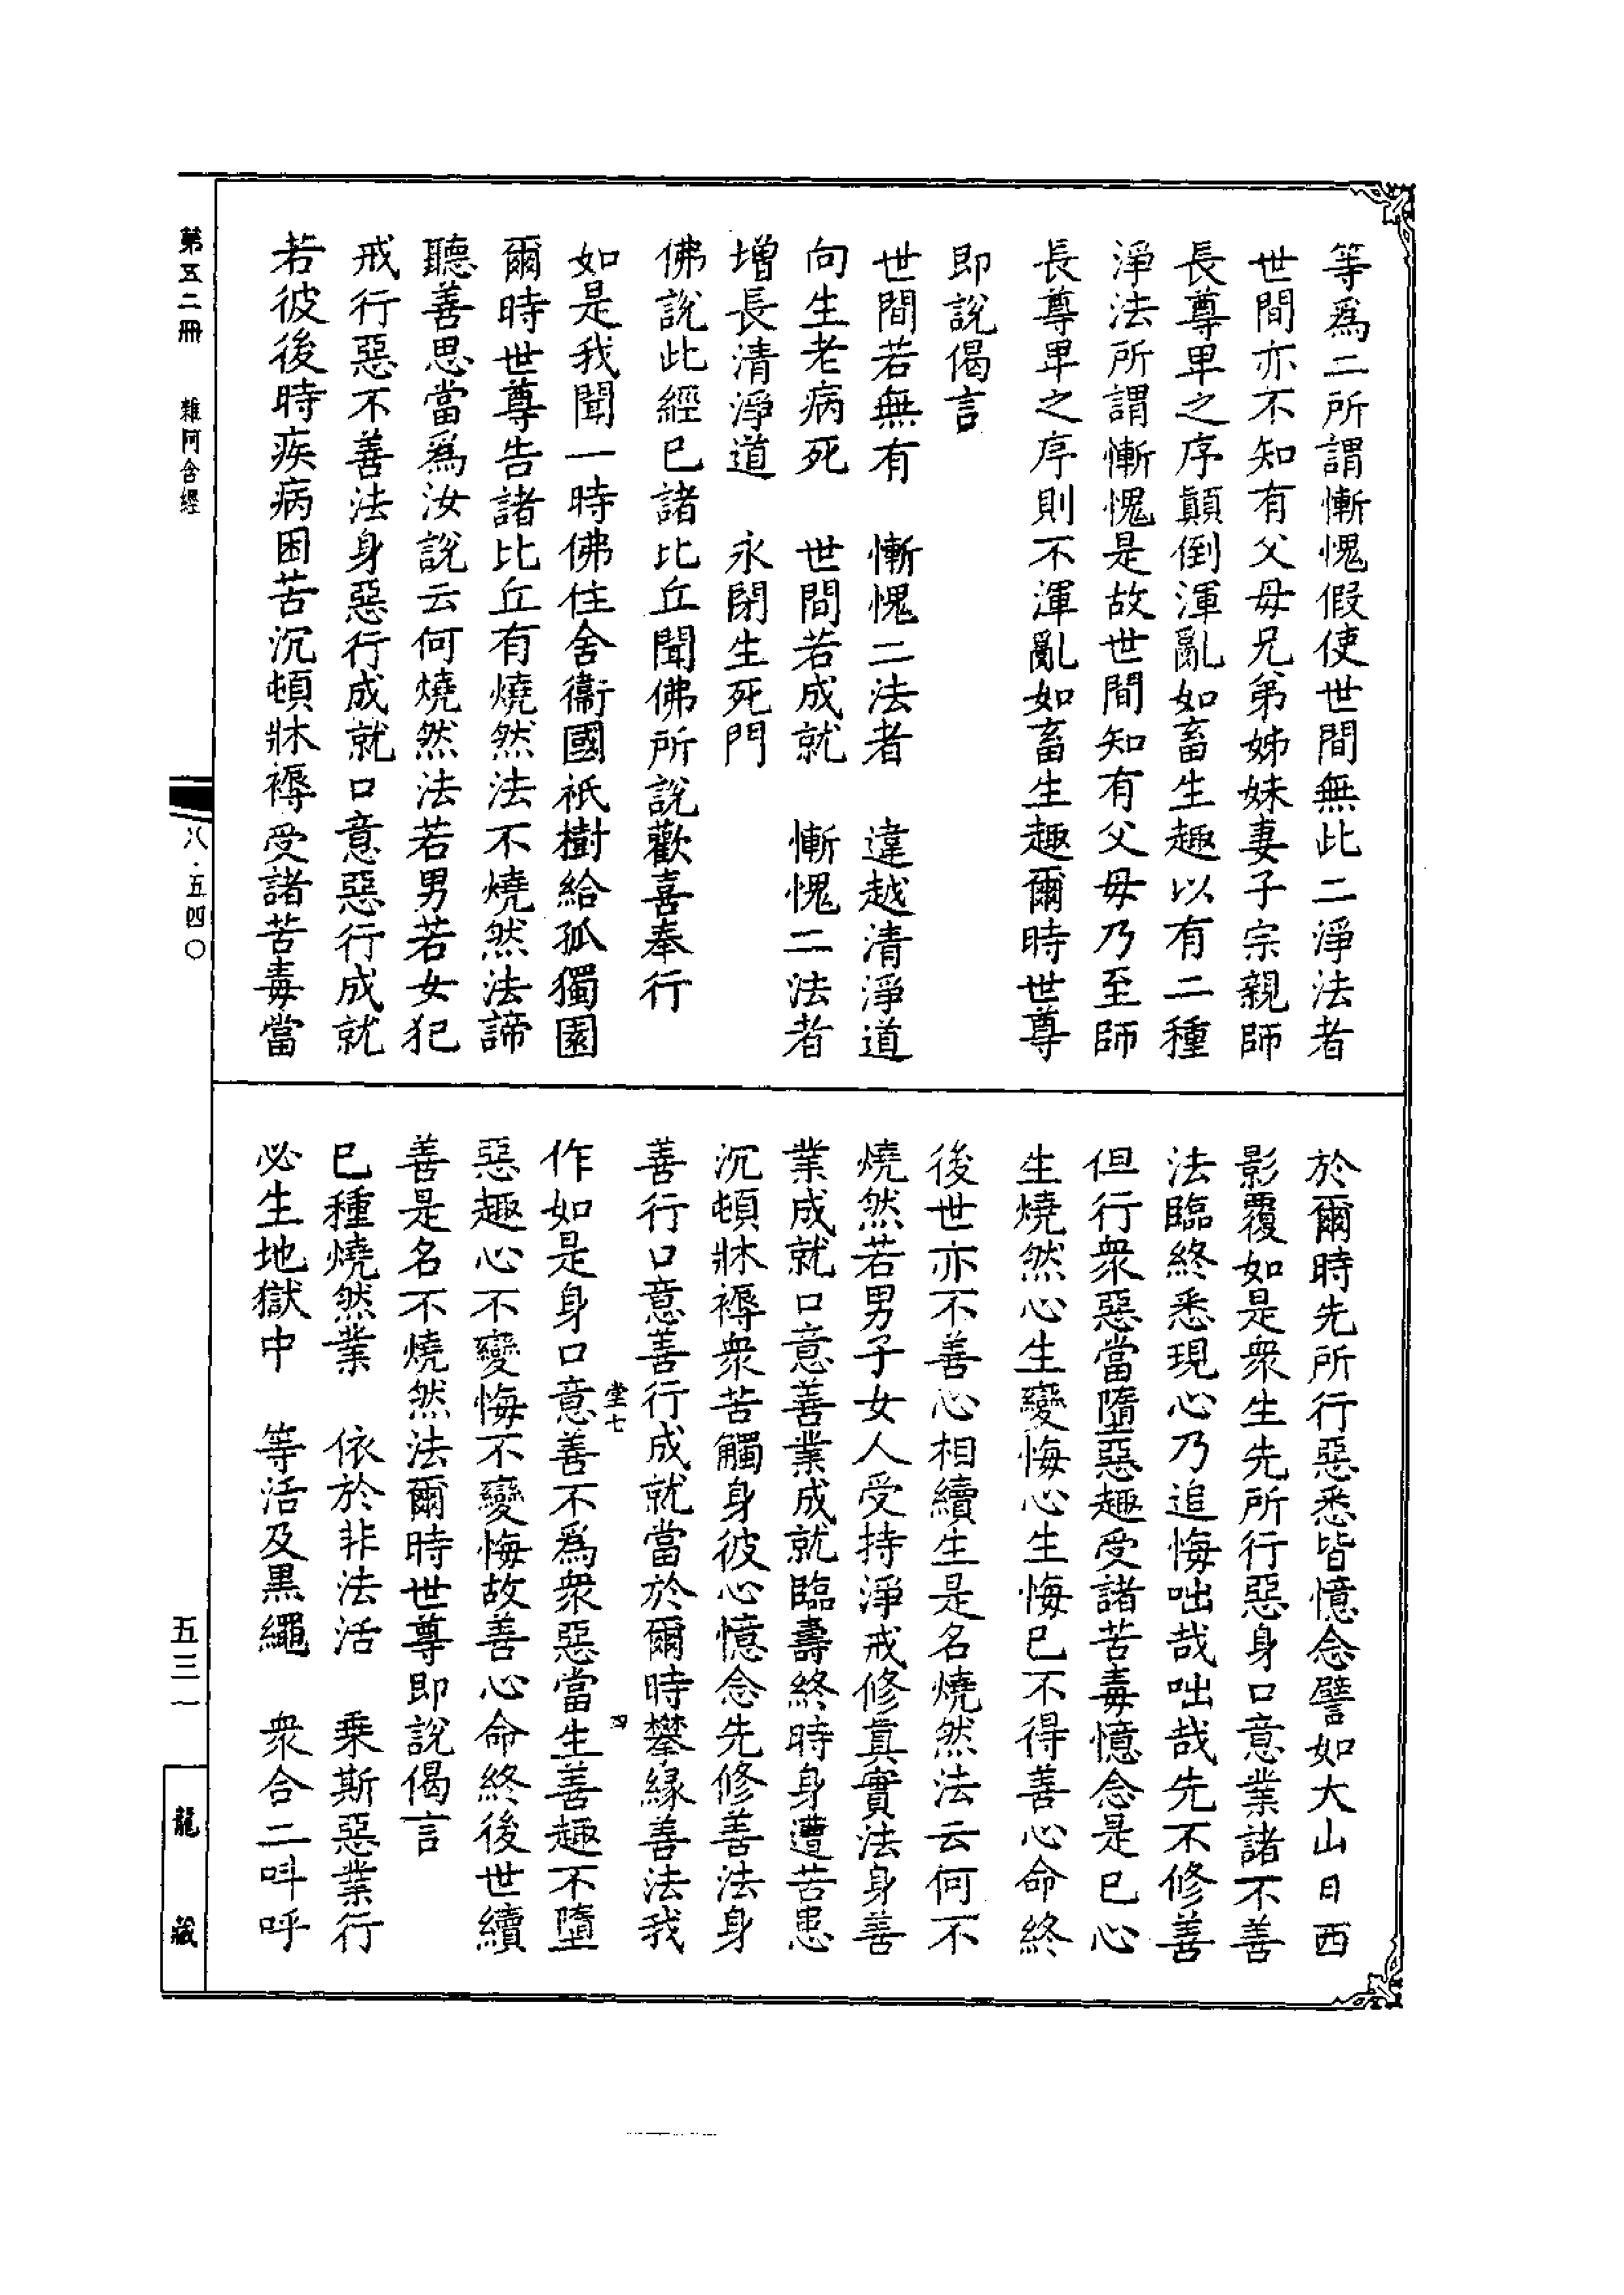 等爲二所謂慚愧假使世間無此二淨法者
世間亦不知有父母兄弟姊妹妻子宗親師
長尊卑之序顛倒渾亂如畜生趣以有二種
淨法所謂慚愧是故世間知有父母乃至師
長尊卑之序則不渾亂如畜生趣爾時世尊
即說偈言
世間若無有　慚愧二法者　違越清淨道
向生老病死　世間若成就　慚愧二法者
增長清淨道　永閉生死門
佛說此經已諸比丘聞佛所說歡喜奉行
如是我聞一時佛住舍衞國祇樹給孤獨園
爾時世尊告諸比丘有燒然法不燒然法諦
聽善思當爲汝說云何燒然法若男若女犯
戒行惡不善法身惡行成就口意惡行成就
若彼後時疾病困苦沉頓牀褥受諸苦毒當
於爾時先所行惡悉皆憶念譬如大山日西
影覆如是衆生先所行惡身口意業諸不善
法臨終悉現心乃追悔咄哉咄哉先不修善
但行衆惡當墮惡趣受諸苦毒憶念是已心
生燒然心生變悔心生悔已不得善心命終
後世亦不善心相續生是名燒然法云何不
燒然若男子女人受持淨戒修眞實法身善
業成就口意善業成就臨壽終時身遭苦患
沉頓牀褥衆苦觸身彼心憶念先修善法身
善行口意善行成就當於爾時攀緣善法我
作如是身口意善不爲衆惡當生善趣不墮
惡趣心不變悔不變悔故善心命終後世續
善是名不燒然法爾時世尊即說偈言
已種燒然業　依於非法活　乘斯惡業行
必生地獄中　等活及黑繩　衆合二呌呼
堂七
四
第五二冊　雜阿含經
八·五四〇
五三一
龍藏